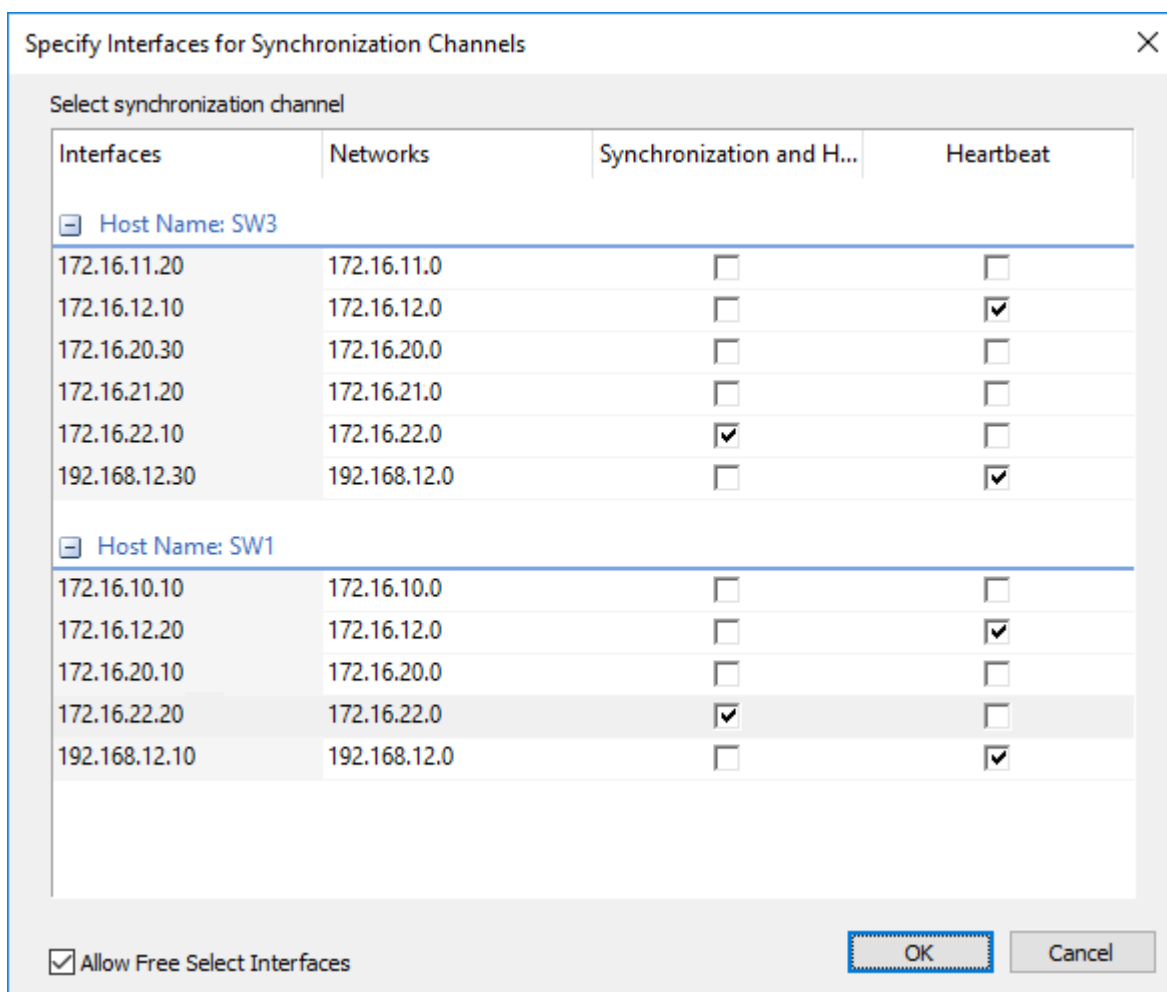 Specify Interfaces for Synchronization Channels
Select synchronization channel
Interfaces Networks Synchronization and H... Heartbeat
Host Name: SW3
172.16.11.20 172.16.11.0
172.16.12.10 172.16.12.0
172.16.20.30 172.16.20.0
172.16.21.20 172.16.21.0
172.16.22.10 172.16.22.0
192.168.12.30 192.168.12.0
Host Name: SW1
172.16.10.10 172.16.10.0
172.16.12.20 172.16.12.0
172.16.20.10 172.16.20.0
172.16.22.20 172.16.22.0
192.168.12.10 192.168.12.0
Allow Free Select Interfaces OK Cancel